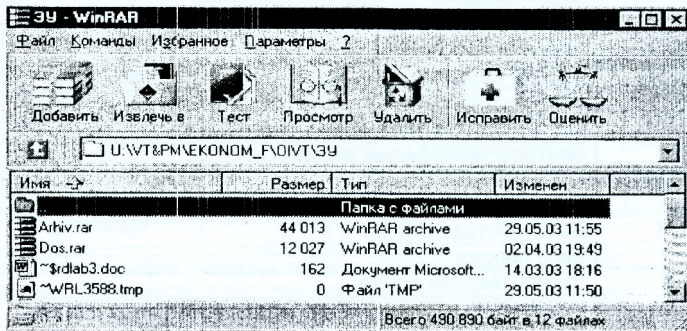 ЗУ - WinRAR
Файл Команды Избранное Параметры ?
Добавить Извлечь в Тест Просмотр Удалить Исправить Оценить
U:\VT&PM\EKONOM_F\OIVT\ЗУ
Имя Размер Тип Изменен
Папка с файлами
Arhiv.rar 44 013 WinRAR archive 29.05.03 11:55
Dos.rar 12 027 WinRAR archive 02.04.03 19:49
~$rdlab3.doc 162 Документ Microsoft... 14.03.03 18:16
~WRL3588.tmp 0 Файл 'TMP' 29.05.03 11:50
Всего 490 890 байт в 12 файлах